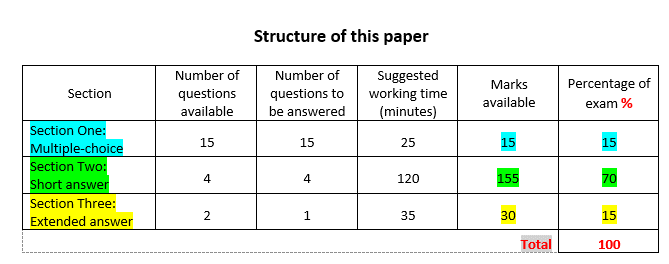 Structure of this paper
Section
Number of
questions
available
Number of
questions to
be answered
Suggested
working time
(minutes)
Marks
available
Percentage of
exam %
Section One:
Multiple-choice
15
15
25
15
15
Section Two:
Short answer
4
4
120
155
70
Section Three:
Extended answer
2
1
35
30
15
Total
100